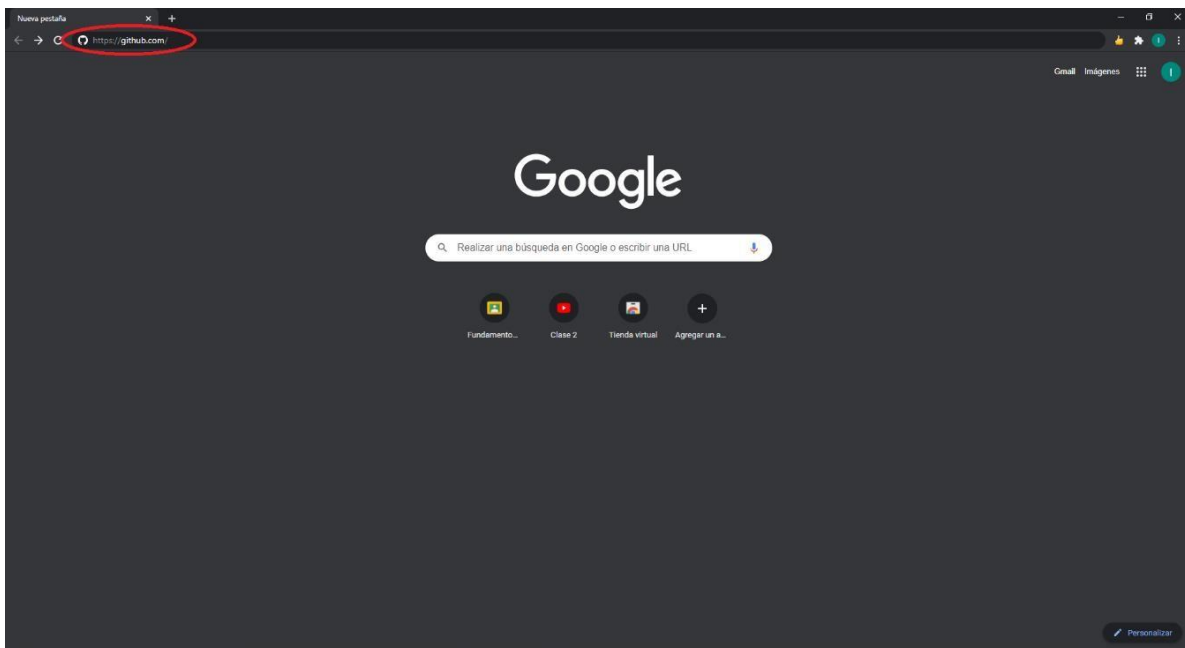 Nueva pestaña
https://github.com/
Gmail Imágenes
I
Google
Realizar una búsqueda en Google o escribir una URL
Fundamento... Clase 2 Tienda virtual Agregar un a...
Personalizar